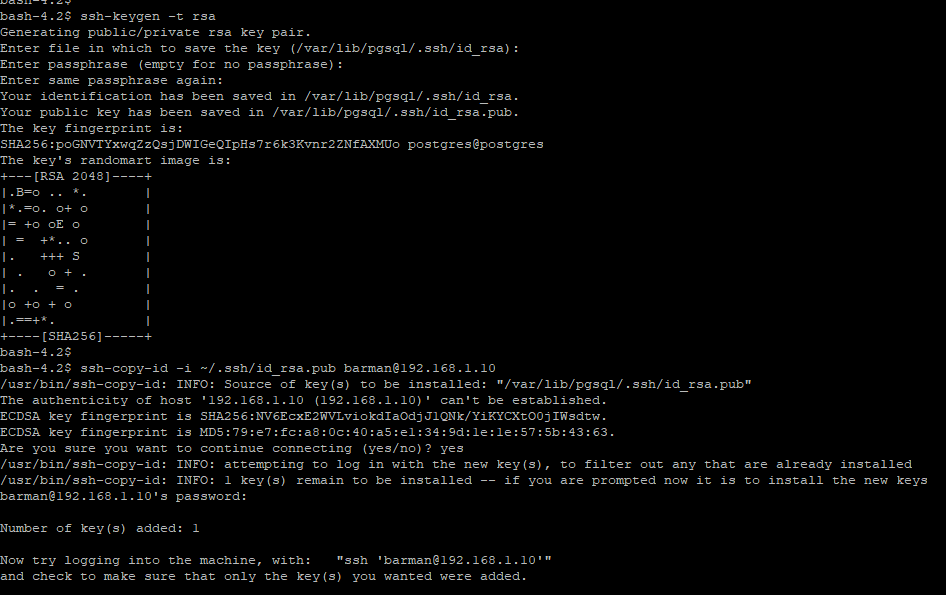 bash-4.2$
bash-4.2$ ssh-keygen -t rsa
Generating public/private rsa key pair.
Enter file in which to save the key (/var/lib/pgsql/.ssh/id_rsa):
Enter passphrase (empty for no passphrase):
Enter same passphrase again:
Your identification has been saved in /var/lib/pgsql/.ssh/id_rsa.
Your public key has been saved in /var/lib/pgsql/.ssh/id_rsa.pub.
The key fingerprint is:
SHA256:poGNVTYxwqZzQsjDWIGeQIpHs7r6k3Kvnr2ZNfAXMUo postgres@postgres
The key's randomart image is:
+---[RSA 2048]----+
|.B=o .. *.       |
|*.=o. o+ o       |
|= +o oE o        |
| =  +*.. o       |
|.   +++ S        |
| .   o + .       |
|.  .  = .        |
|o +o + o         |
|.==+*.           |
+----[SHA256]-----+
bash-4.2$
bash-4.2$ ssh-copy-id -i ~/.ssh/id_rsa.pub barman@192.168.1.10
/usr/bin/ssh-copy-id: INFO: Source of key(s) to be installed: "/var/lib/pgsql/.ssh/id_rsa.pub"
The authenticity of host '192.168.1.10 (192.168.1.10)' can't be established.
ECDSA key fingerprint is SHA256:NV6EcxE2WVLviokdIaOdjJlQNk/YiKYCXtO0jIWsdtw.
ECDSA key fingerprint is MD5:79:e7:fc:a8:0c:40:a5:e1:34:9d:1e:1e:57:5b:43:63.
Are you sure you want to continue connecting (yes/no)? yes
/usr/bin/ssh-copy-id: INFO: attempting to log in with the new key(s), to filter out any that are already installed
/usr/bin/ssh-copy-id: INFO: 1 key(s) remain to be installed -- if you are prompted now it is to install the new keys
barman@192.168.1.10's password:
Number of key(s) added: 1
Now try logging into the machine, with:   "ssh 'barman@192.168.1.10'"
and check to make sure that only the key(s) you wanted were added.